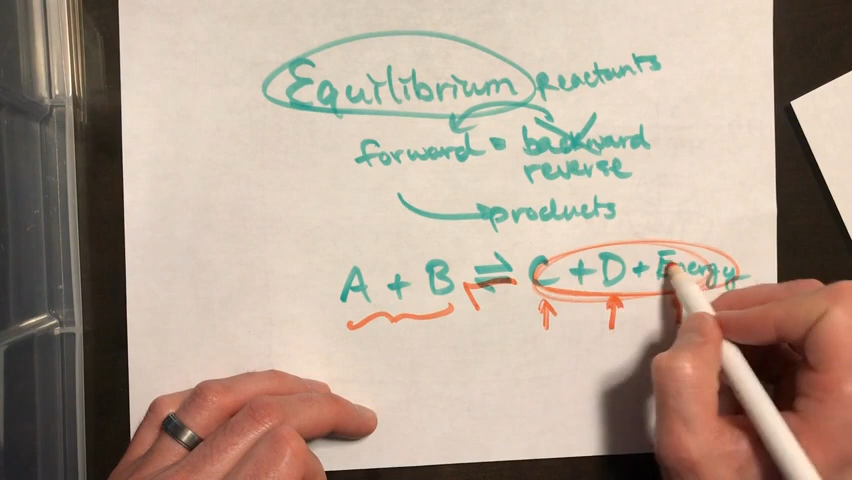 Equilibrium Reactants
forward = backward
reverse
products
A + B ⇌ C + D + Energy